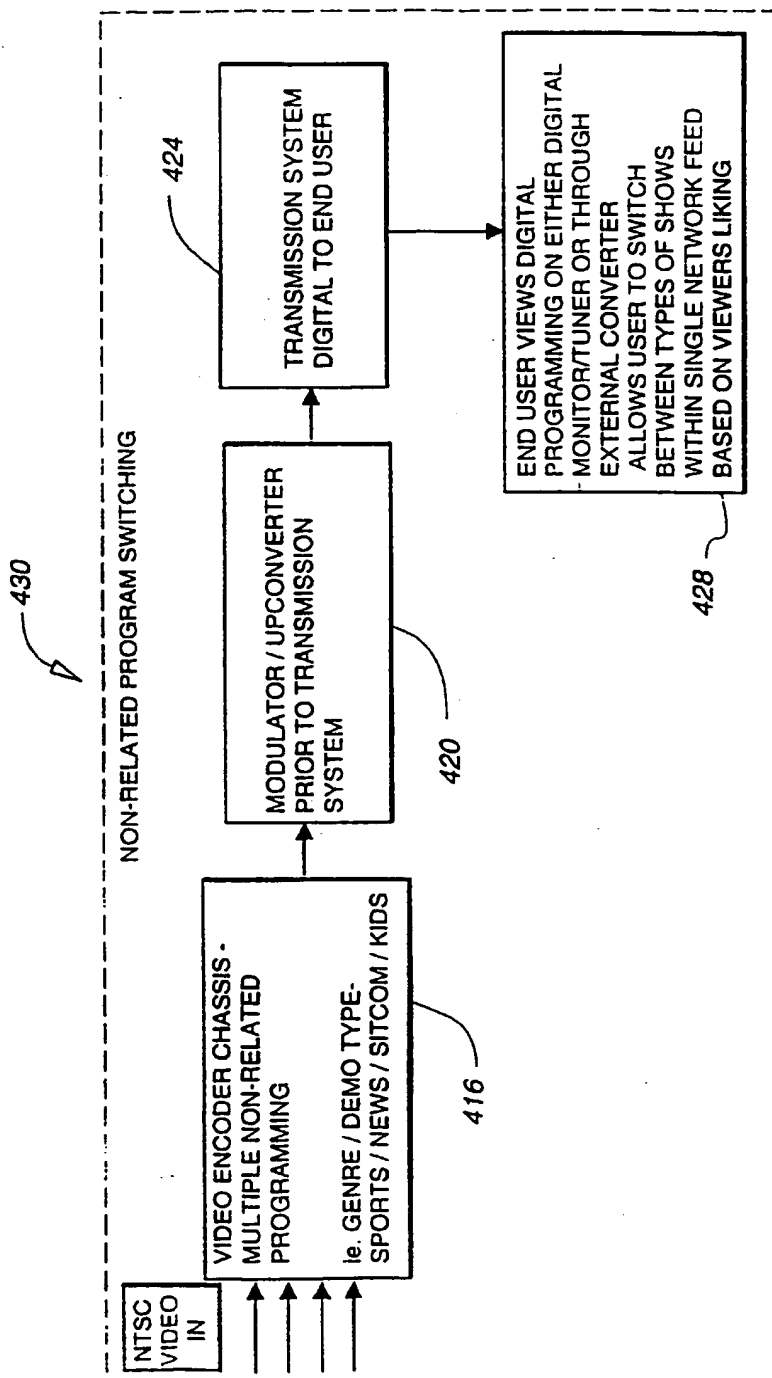 430
NON-RELATED PROGRAM SWITCHING
NTSC
VIDEO
IN
VIDEO ENCODER CHASSIS -
MULTIPLE NON-RELATED
PROGRAMMING
Ie. GENRE / DEMO TYPE-
SPORTS / NEWS / SITCOM / KIDS
416
MODULATOR / UPCONVERTER
PRIOR TO TRANSMISSION
SYSTEM
420
TRANSMISSION SYSTEM
DIGITAL TO END USER
424
END USER VIEWS DIGITAL
PROGRAMMING ON EITHER DIGITAL
MONITOR/TUNER OR THROUGH
EXTERNAL CONVERTER
ALLOWS USER TO SWITCH
BETWEEN TYPES OF SHOWS
WITHIN SINGLE NETWORK FEED
BASED ON VIEWERS LIKING
428